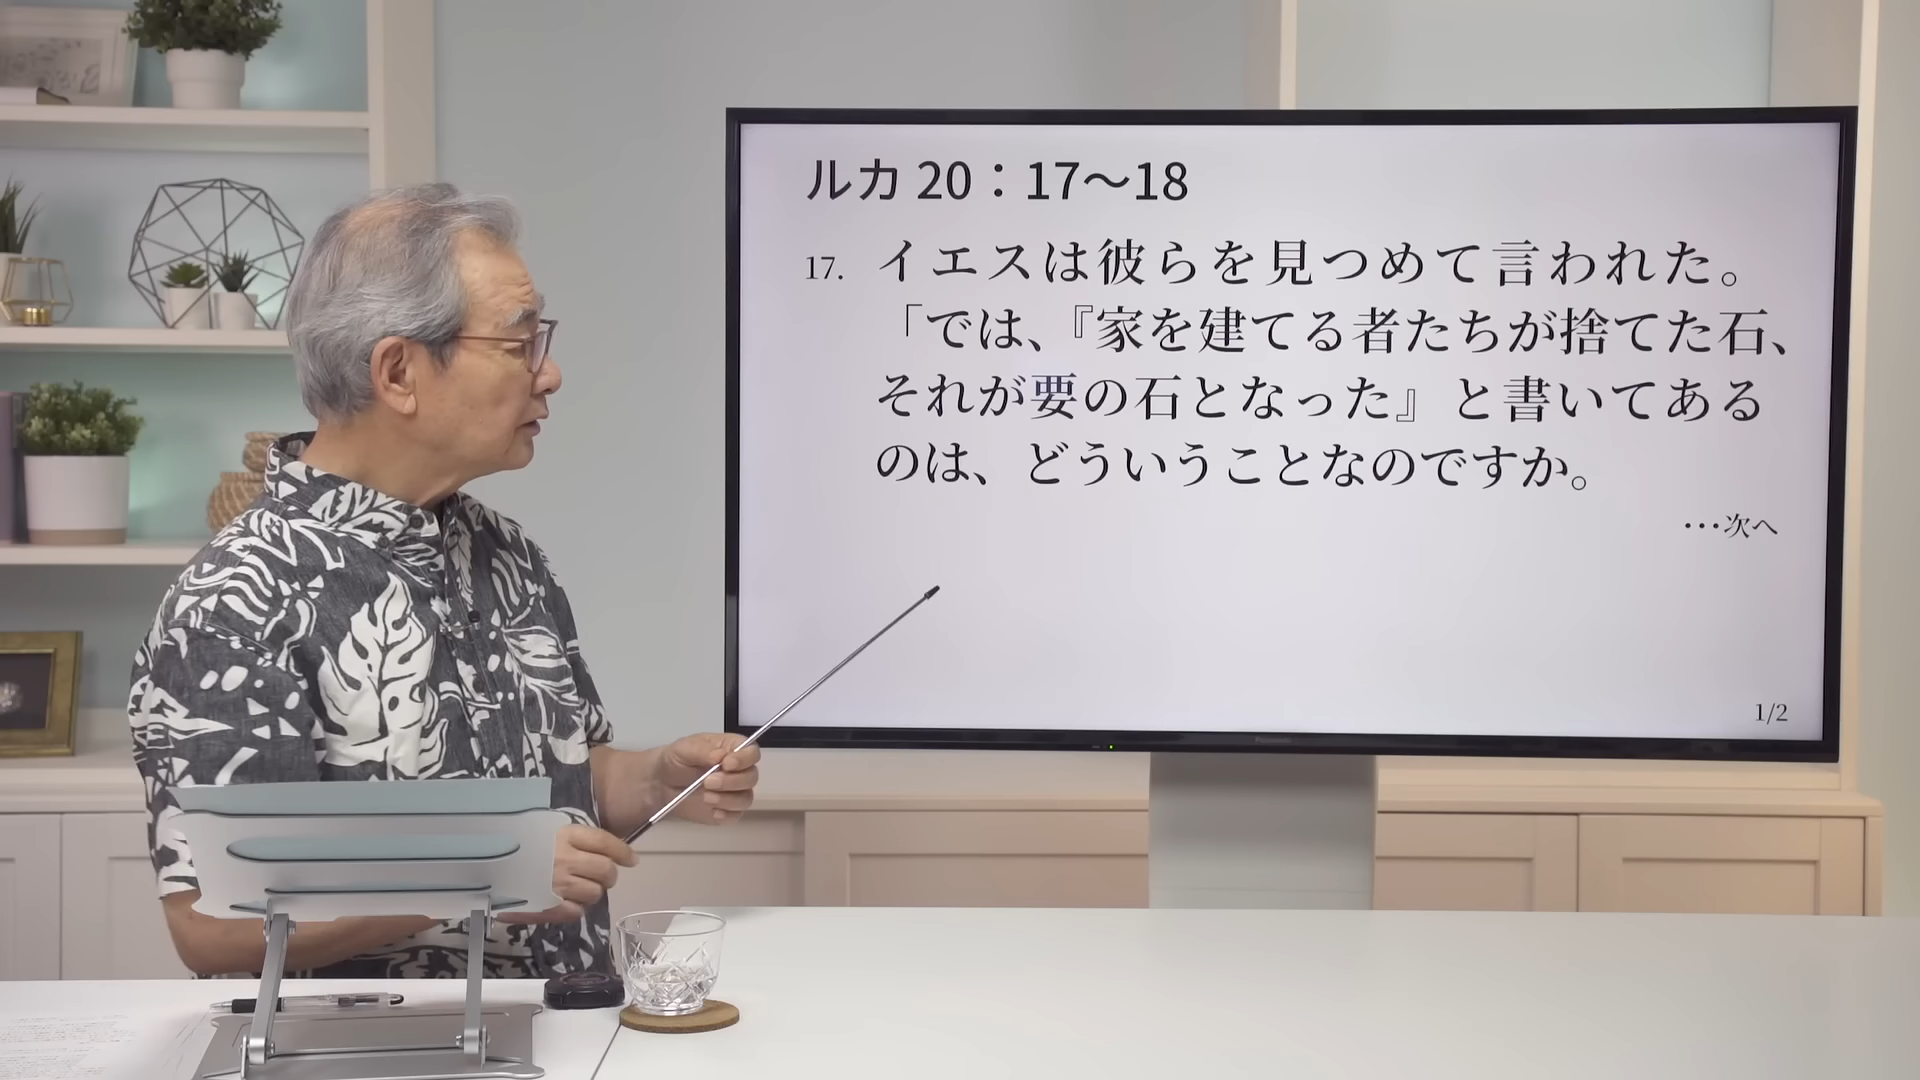 ルカ 20：17〜18
17. イエスは彼らを見つめて言われた。
「では、『家を建てる者たちが捨てた石、
それが要の石となった』と書いてある
のは、どういうことなのですか。
…次へ
1/2